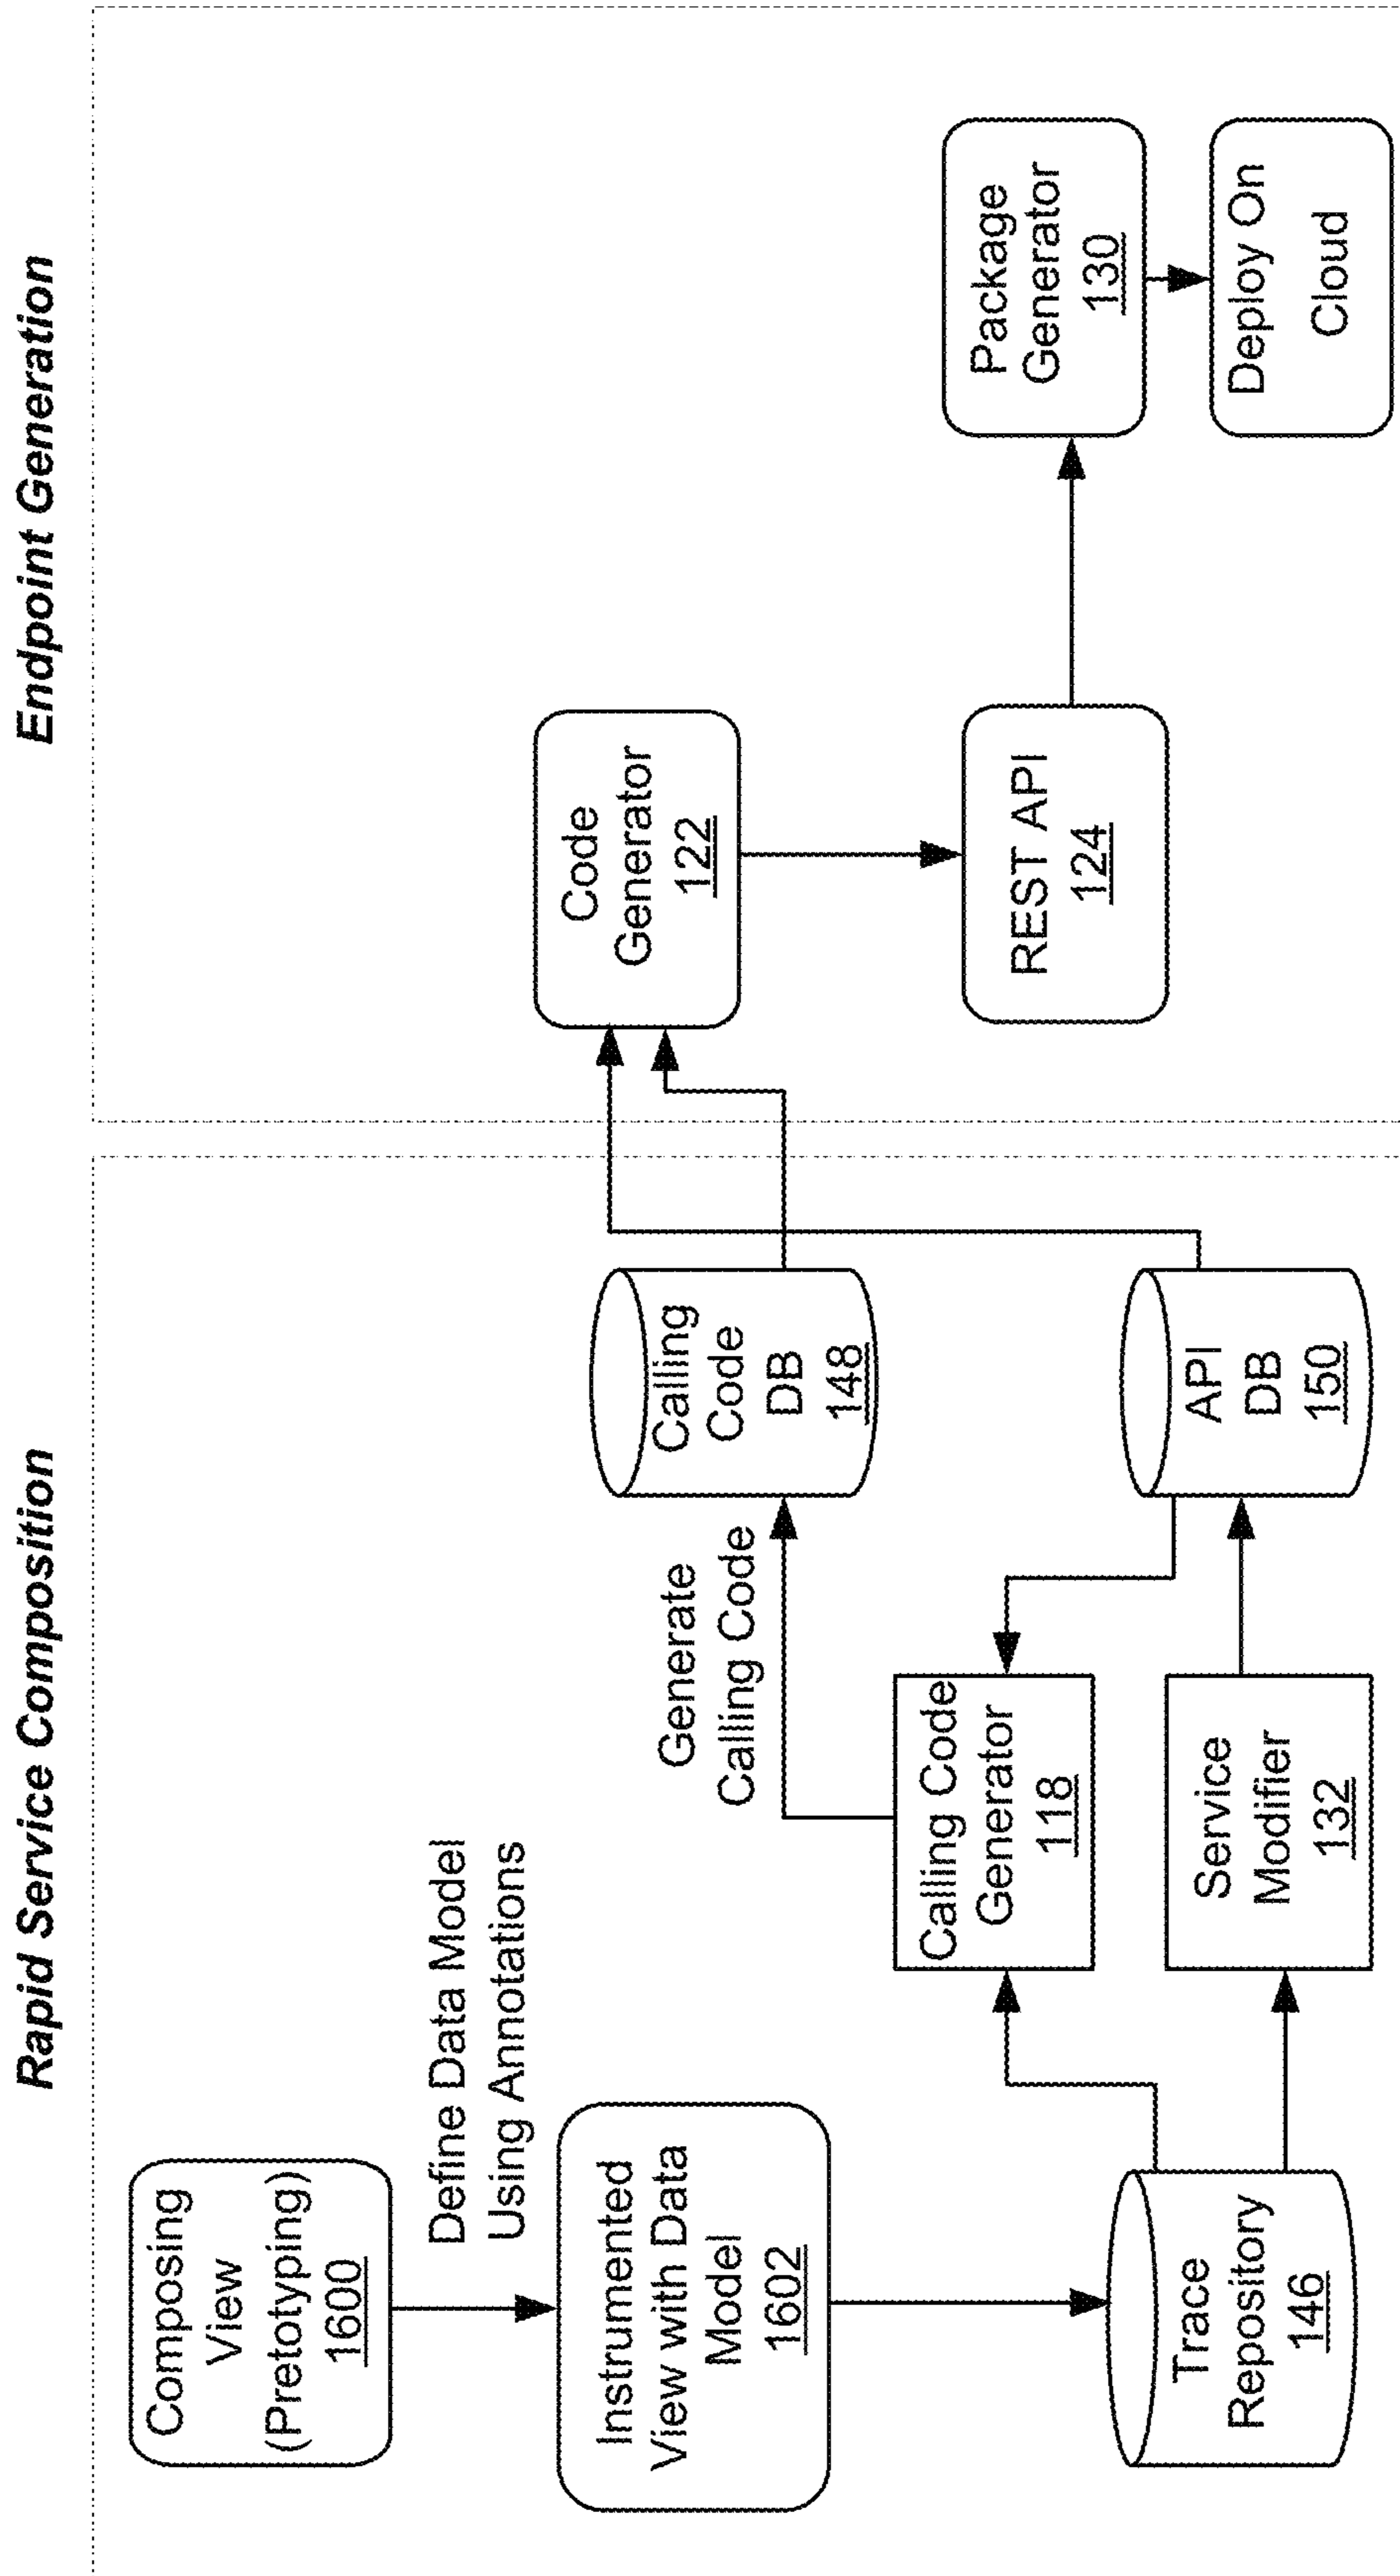 Rapid Service Composition
Endpoint Generation
Composing
View
(Pretotyping)
1600
Define Data Model
Using Annotations
Instrumented
View with Data
Model
1602
Trace
Repository
146
Calling Code
Generator
118
Service
Modifier
132
Generate
Calling Code
Calling
Code
DB
148
API
DB
150
Code
Generator
122
REST API
124
Package
Generator
130
Deploy On
Cloud